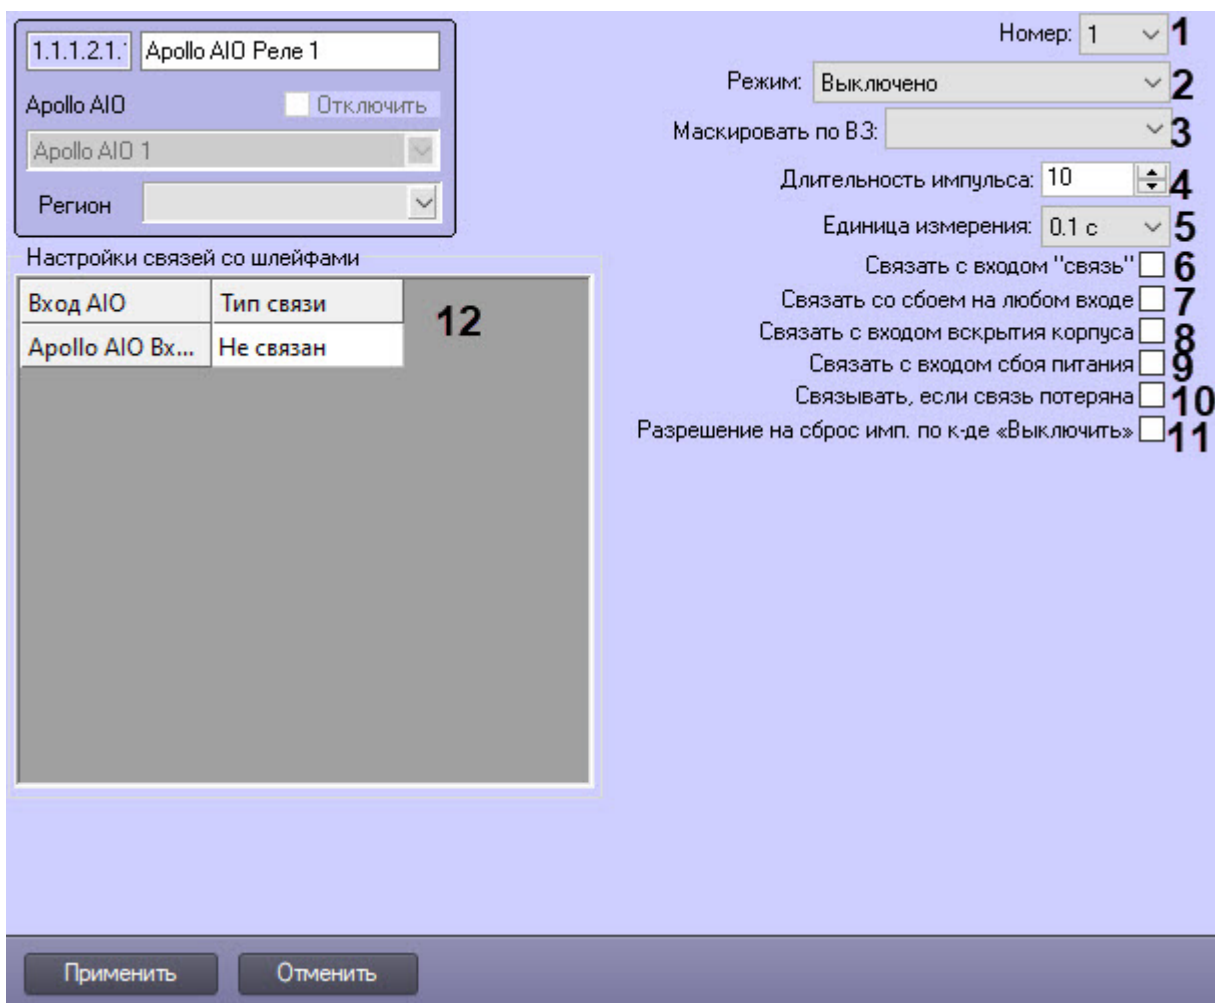 1.1.1.2.1. Apollo AIO Реле 1
Apollo AIO Отключить
Apollo AIO 1
Регион
Номер: 1 1
Режим: Выключено 2
Маскировать по ВЗ: 3
Длительность импульса: 10 4
Единица измерения: 0.1 с 5
Связать с входом "связь" 6
Связать со сбоем на любом входе 7
Связать с входом вскрытия корпуса 8
Связать с входом сбоя питания 9
Связывать, если связь потеряна 10
Разрешение на сброс имп. по к-де «Выключить» 11
Настройки связей со шлейфами
Вход AIO Тип связи 12
Apollo AIO Вх... Не связан
Применить Отменить